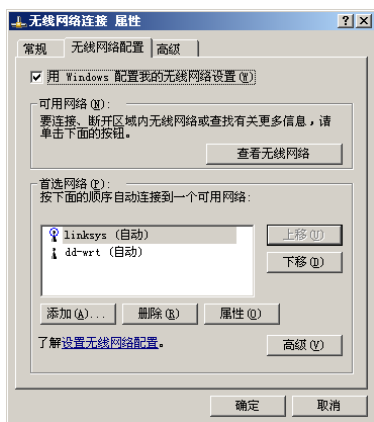 无线网络连接 属性
常规 无线网络配置 高级
用 Windows 配置我的无线网络设置(W)
可用网络(N):
要连接、断开区域内无线网络或查找有关更多信息，请
单击下面的按钮。
查看无线网络
首选网络(P):
按下面的顺序自动连接到一个可用网络:
linksys (自动)
上移(U)
dd-wrt (自动)
下移(D)
添加(A)... 删除(R) 属性(O)
了解设置无线网络配置。
高级(V)
确定 取消